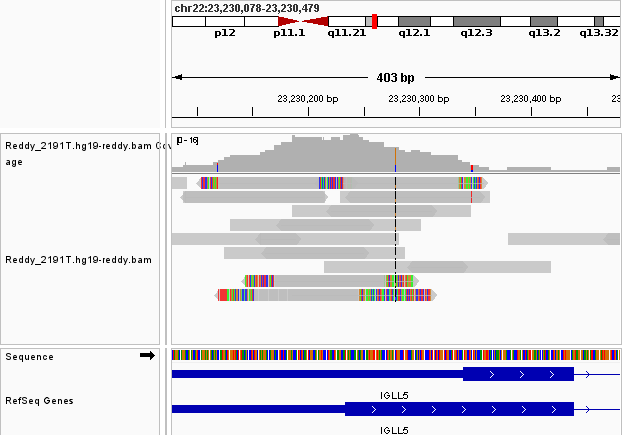 chr22:23,230,078-23,230,479
p12 p11.1 q11.21 q12.1 q12.3 q13.2 q13.32
403 bp
23,230,200 bp 23,230,300 bp 23,230,400 bp 23
Reddy_2191T.hg19-reddy.bam Cov
age
[0 - 16]
Reddy_2191T.hg19-reddy.bam
Sequence
IGLL5
RefSeq Genes
IGLL5